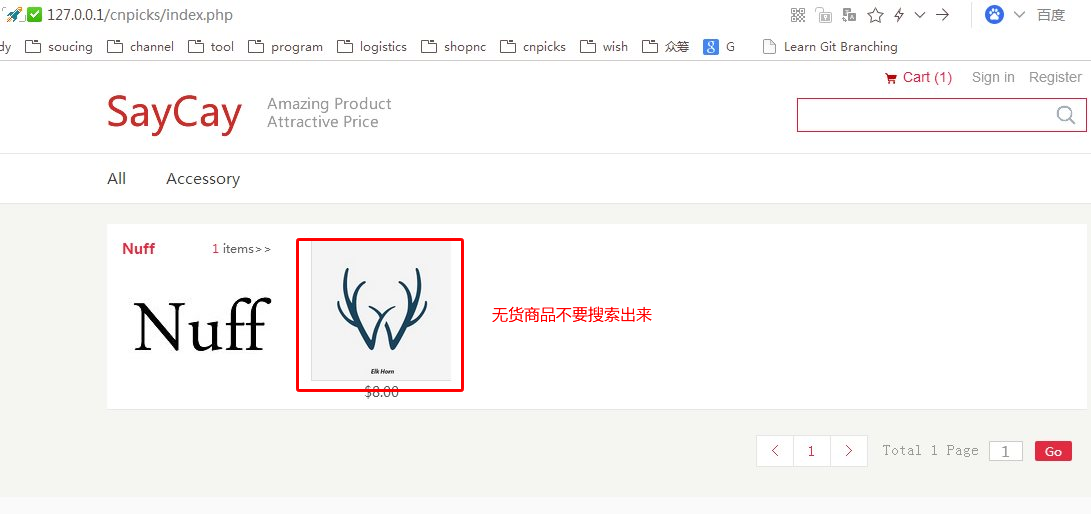 127.0.0.1/cnpicks/index.php 百度
dy soucing channel tool program logistics shopnc cnpicks wish 众筹 G Learn Git Branching
Cart (1) Sign in Register
SayCay
Amazing Product
Attractive Price
All Accessory
Nuff 1 items>>
Nuff
Elk Horn
$8.00
无货商品不要搜索出来
1 Total 1 Page 1 Go